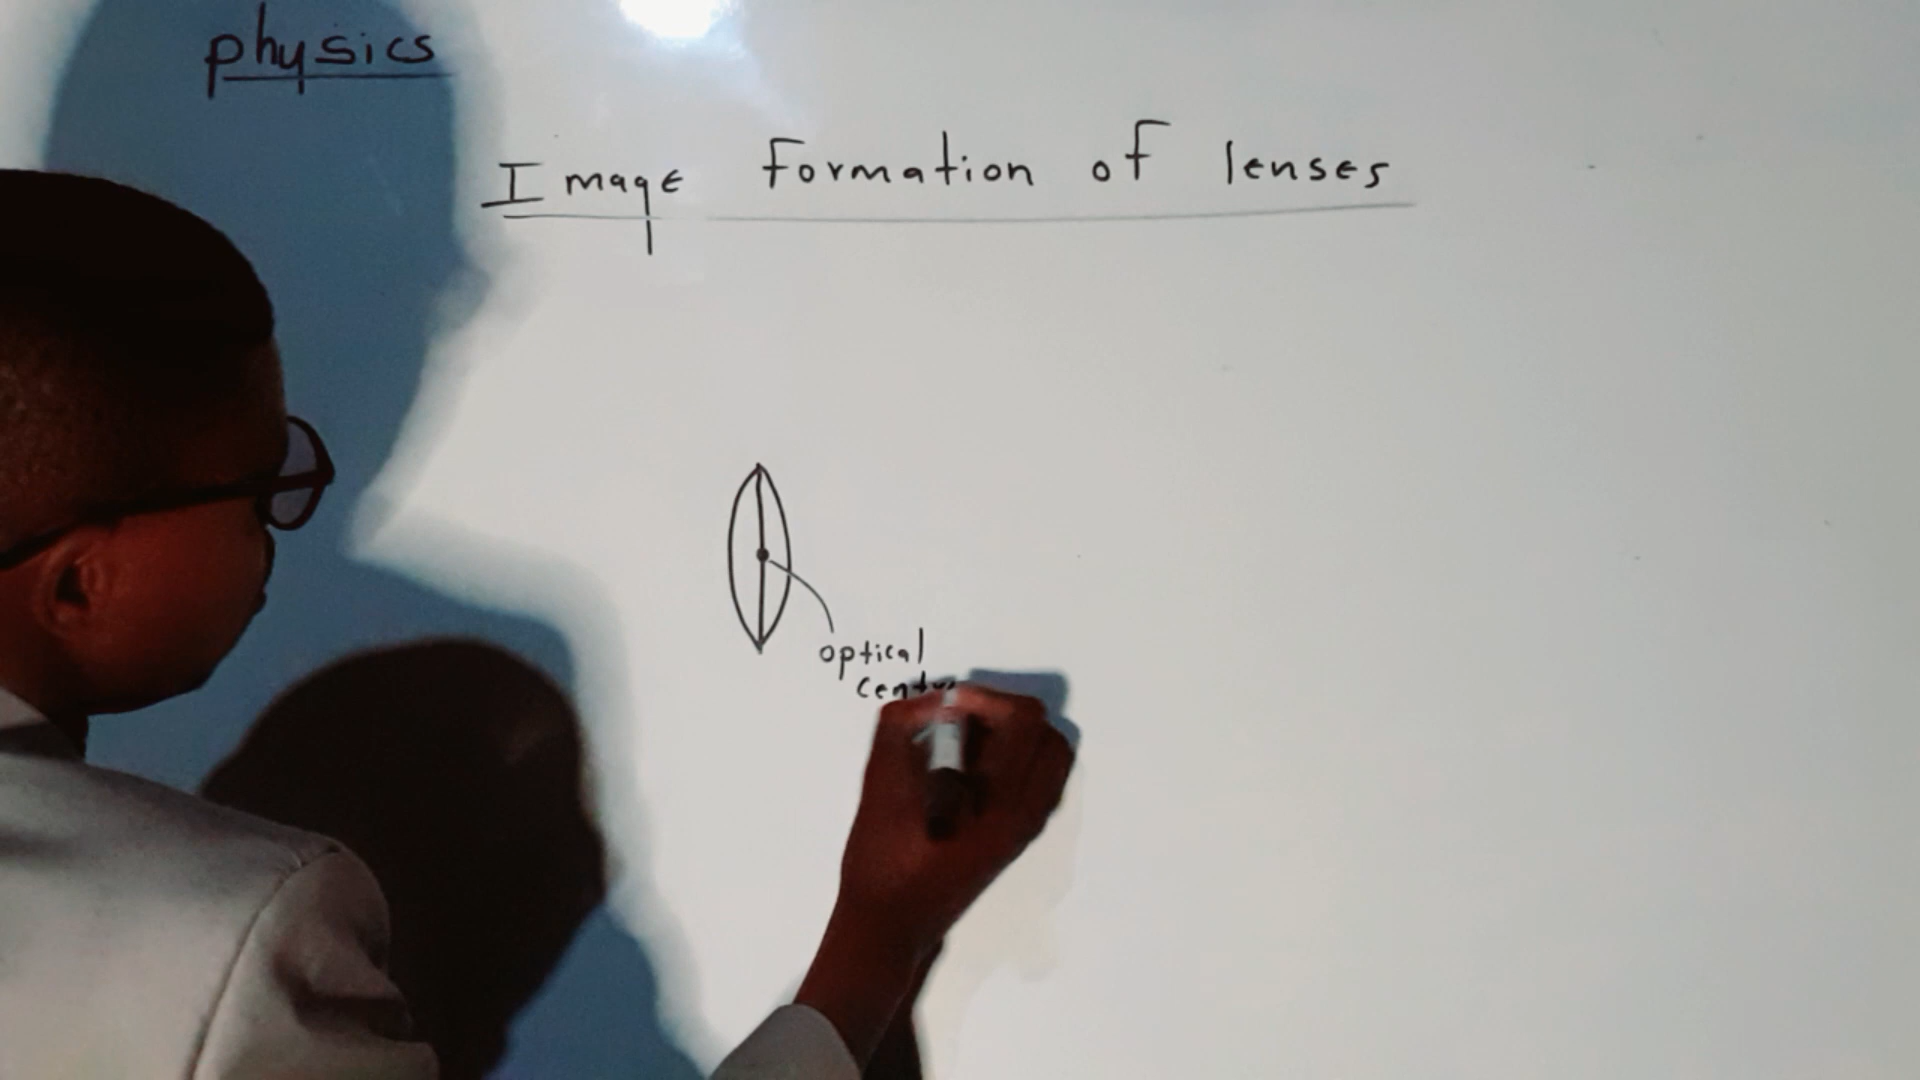 physics
Image formation of lenses
optical